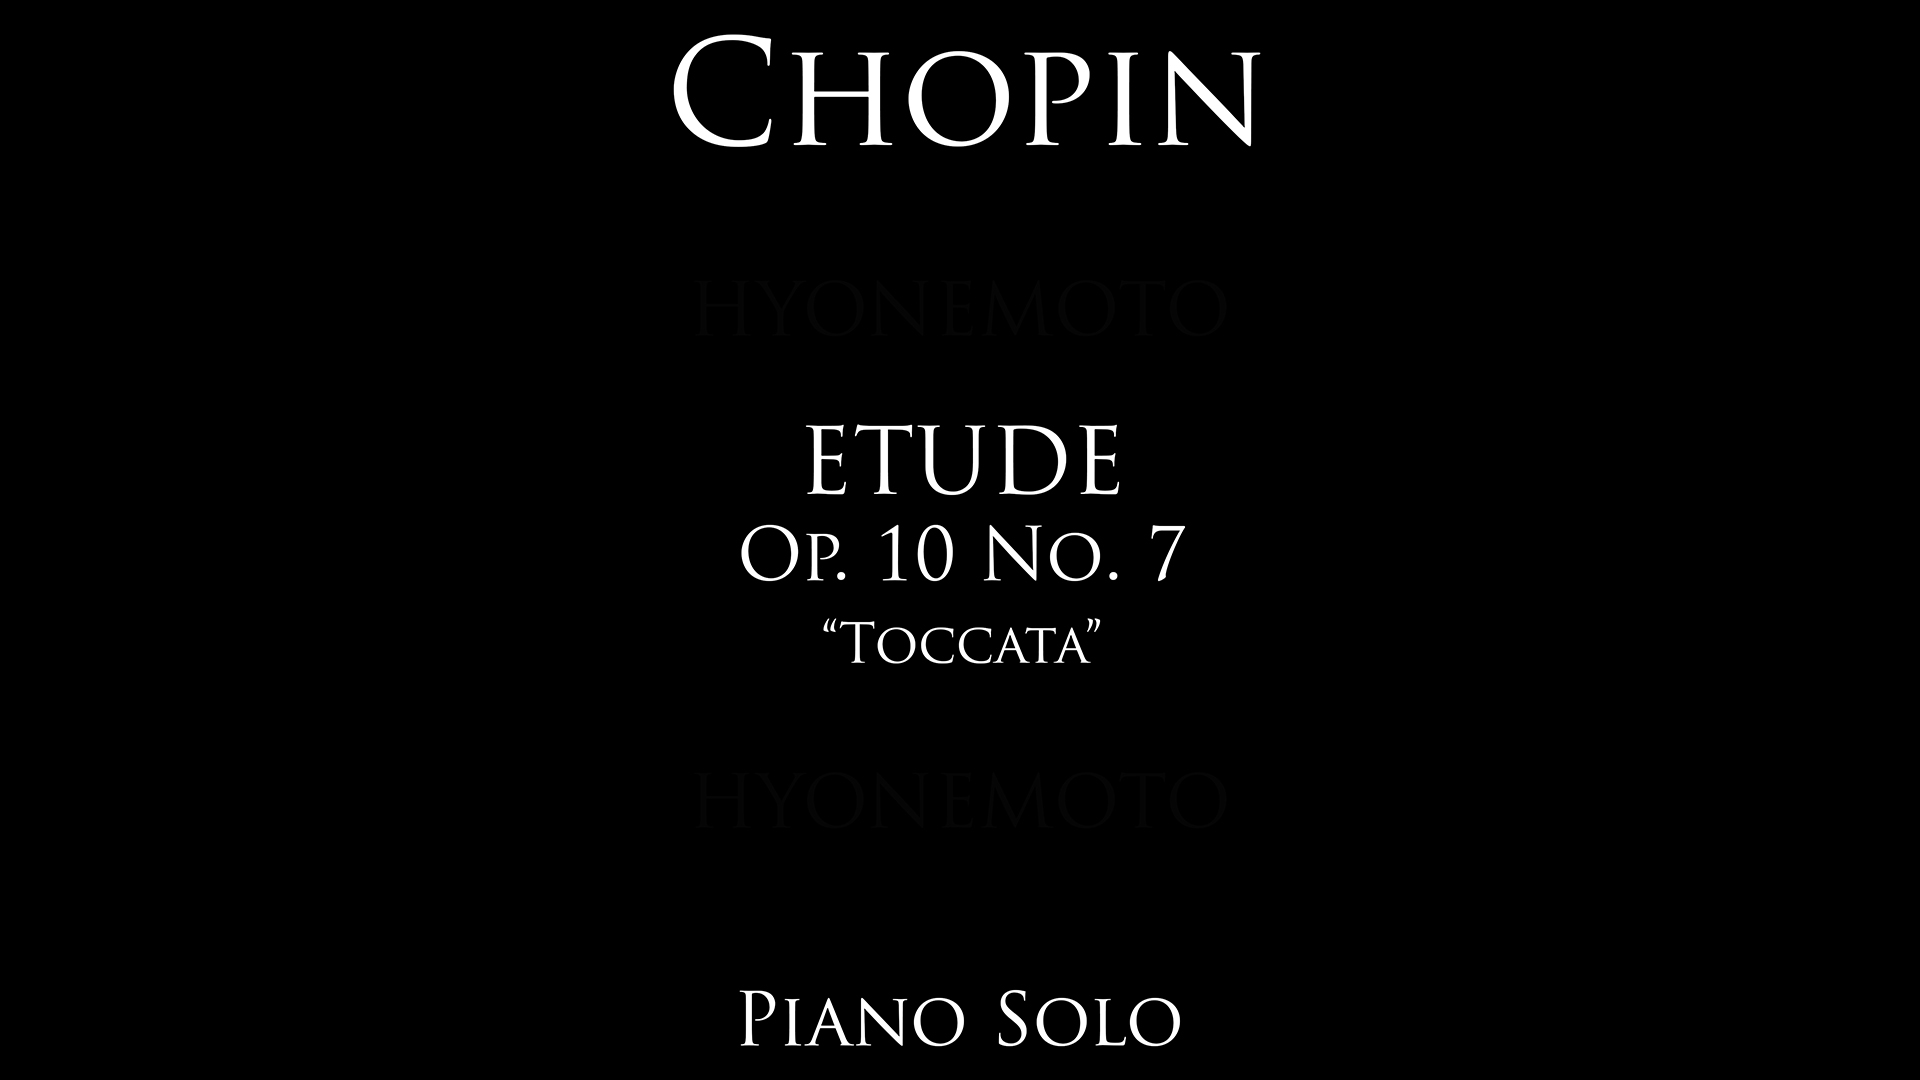 Chopin
HYONEMOTO
ETUDE
Op. 10 No. 7
“Toccata”
HYONEMOTO
Piano Solo